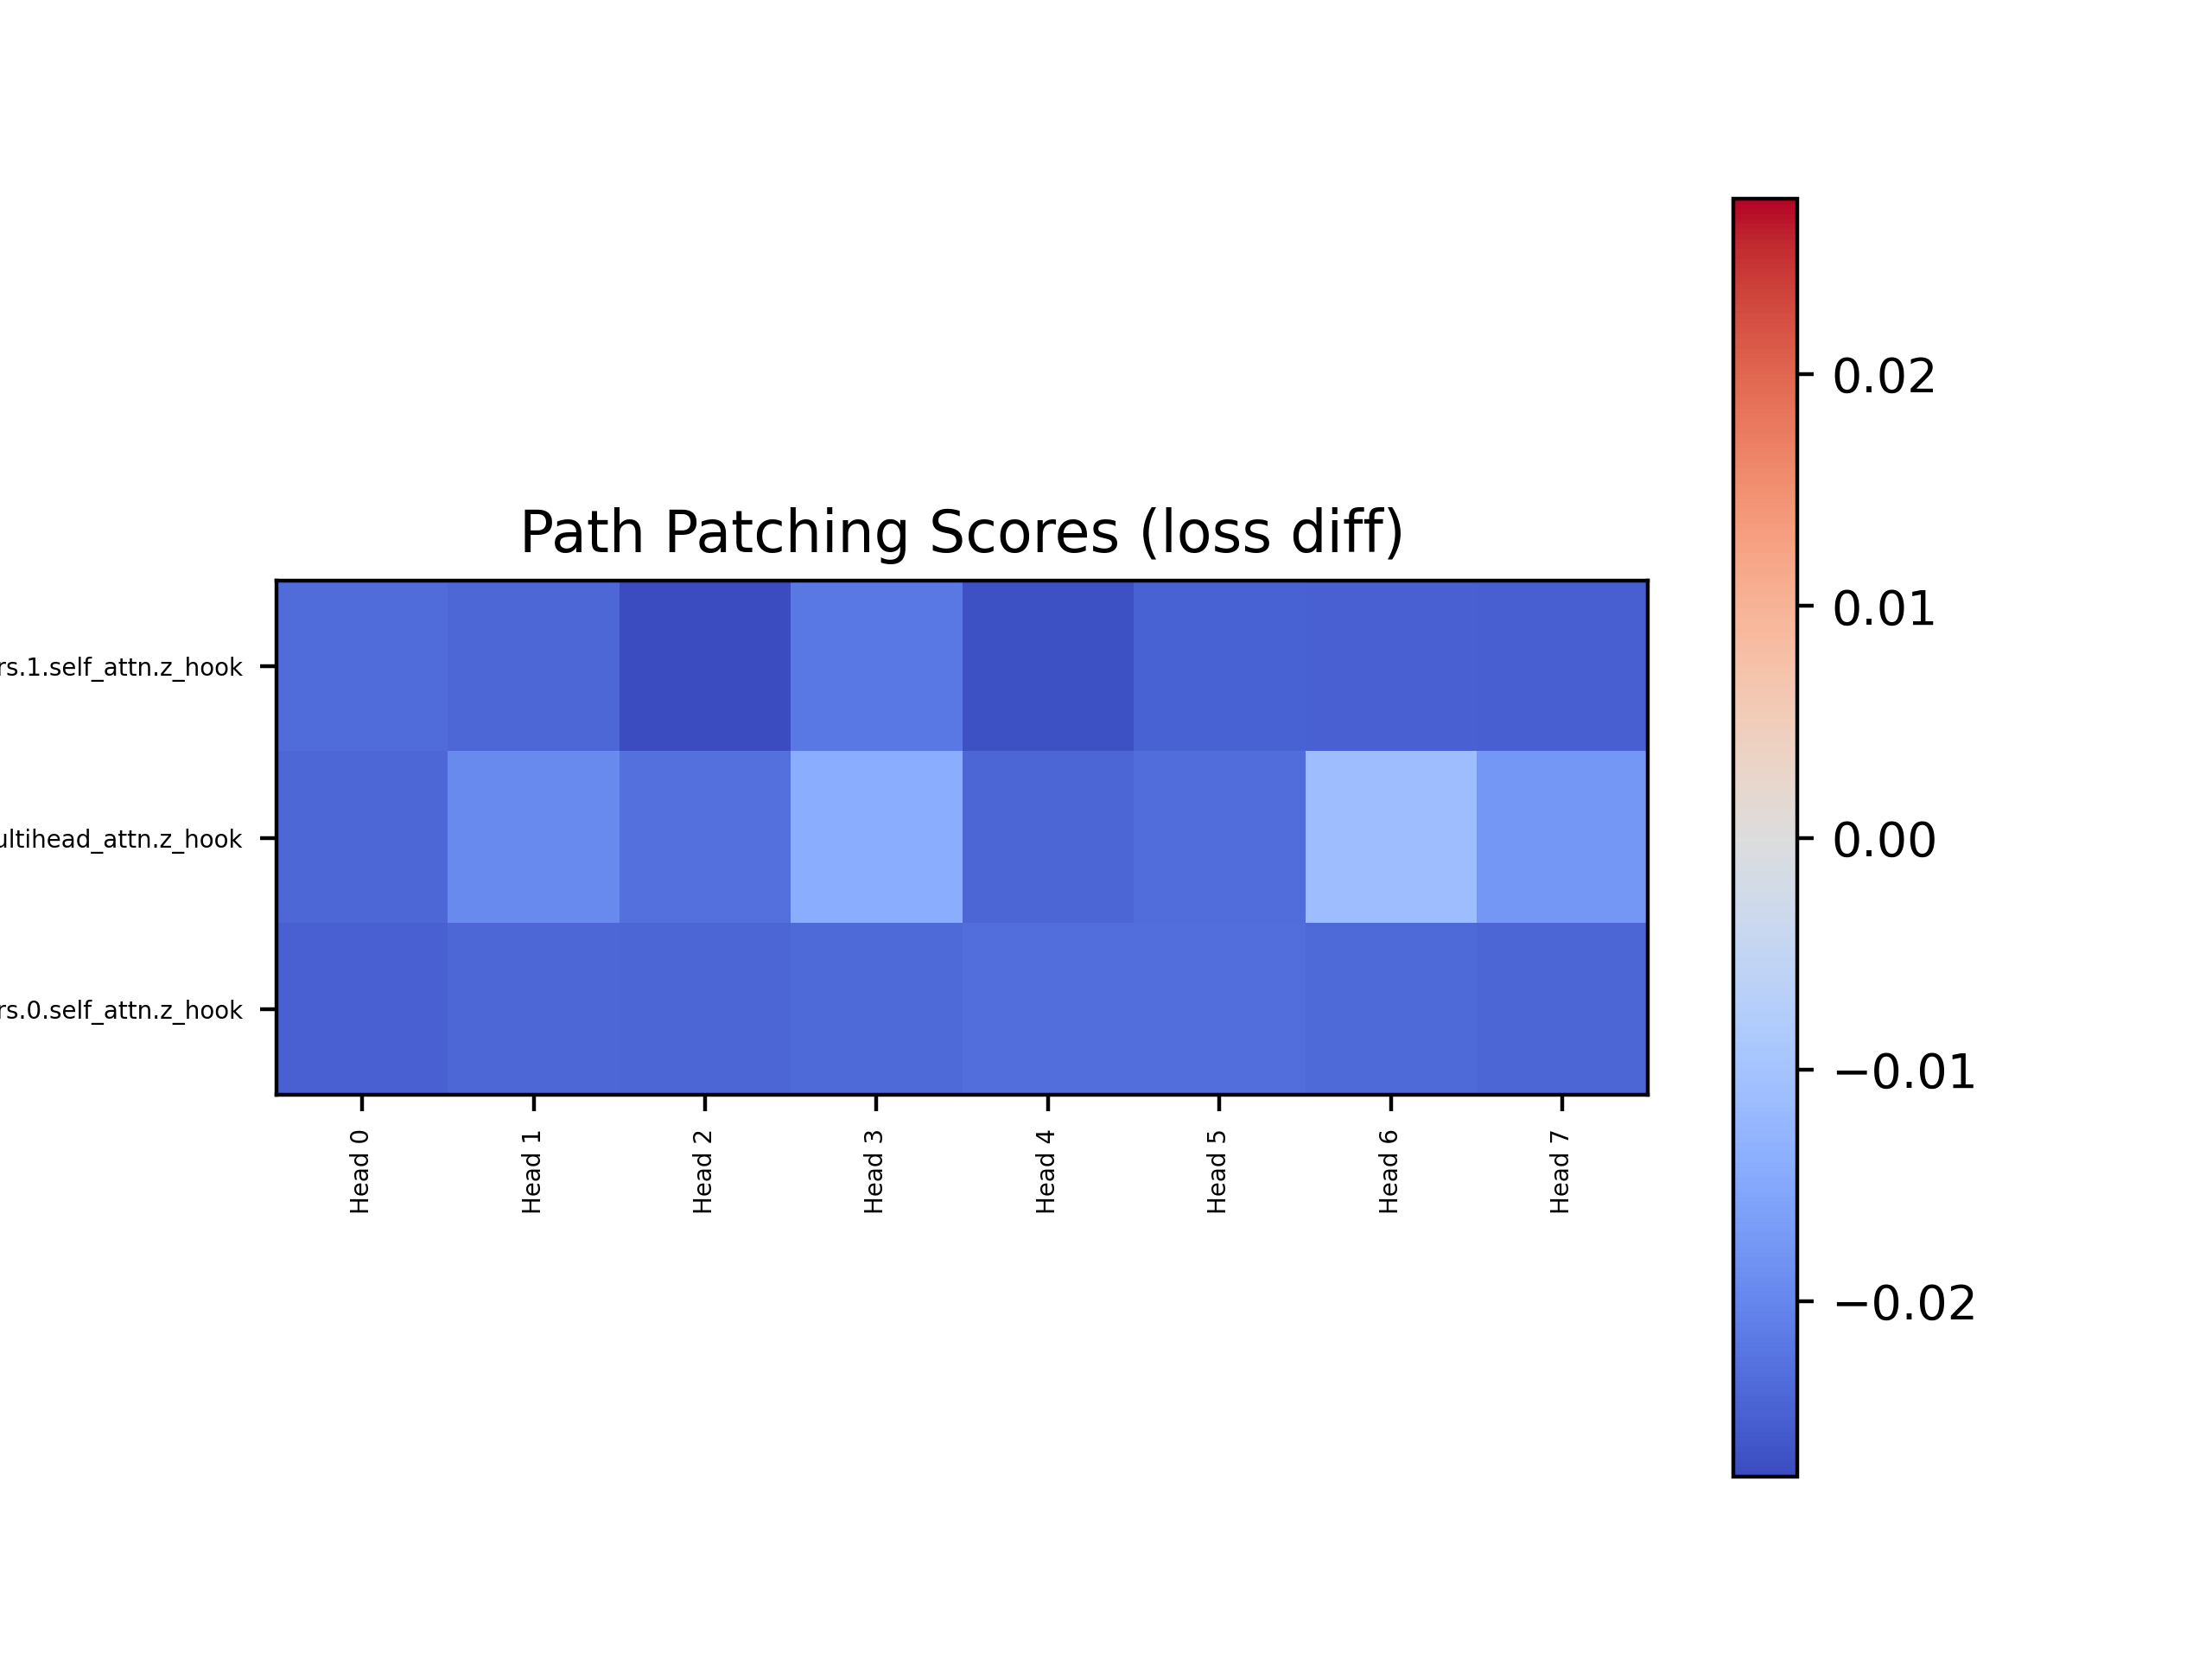 Path Patching Scores (loss diff)
rs.1.self_attn.z_hook
ultihead_attn.z_hook
rs.0.self_attn.z_hook
Head 0 Head 1 Head 2 Head 3 Head 4 Head 5 Head 6 Head 7
0.02
0.01
0.00
−0.01
−0.02